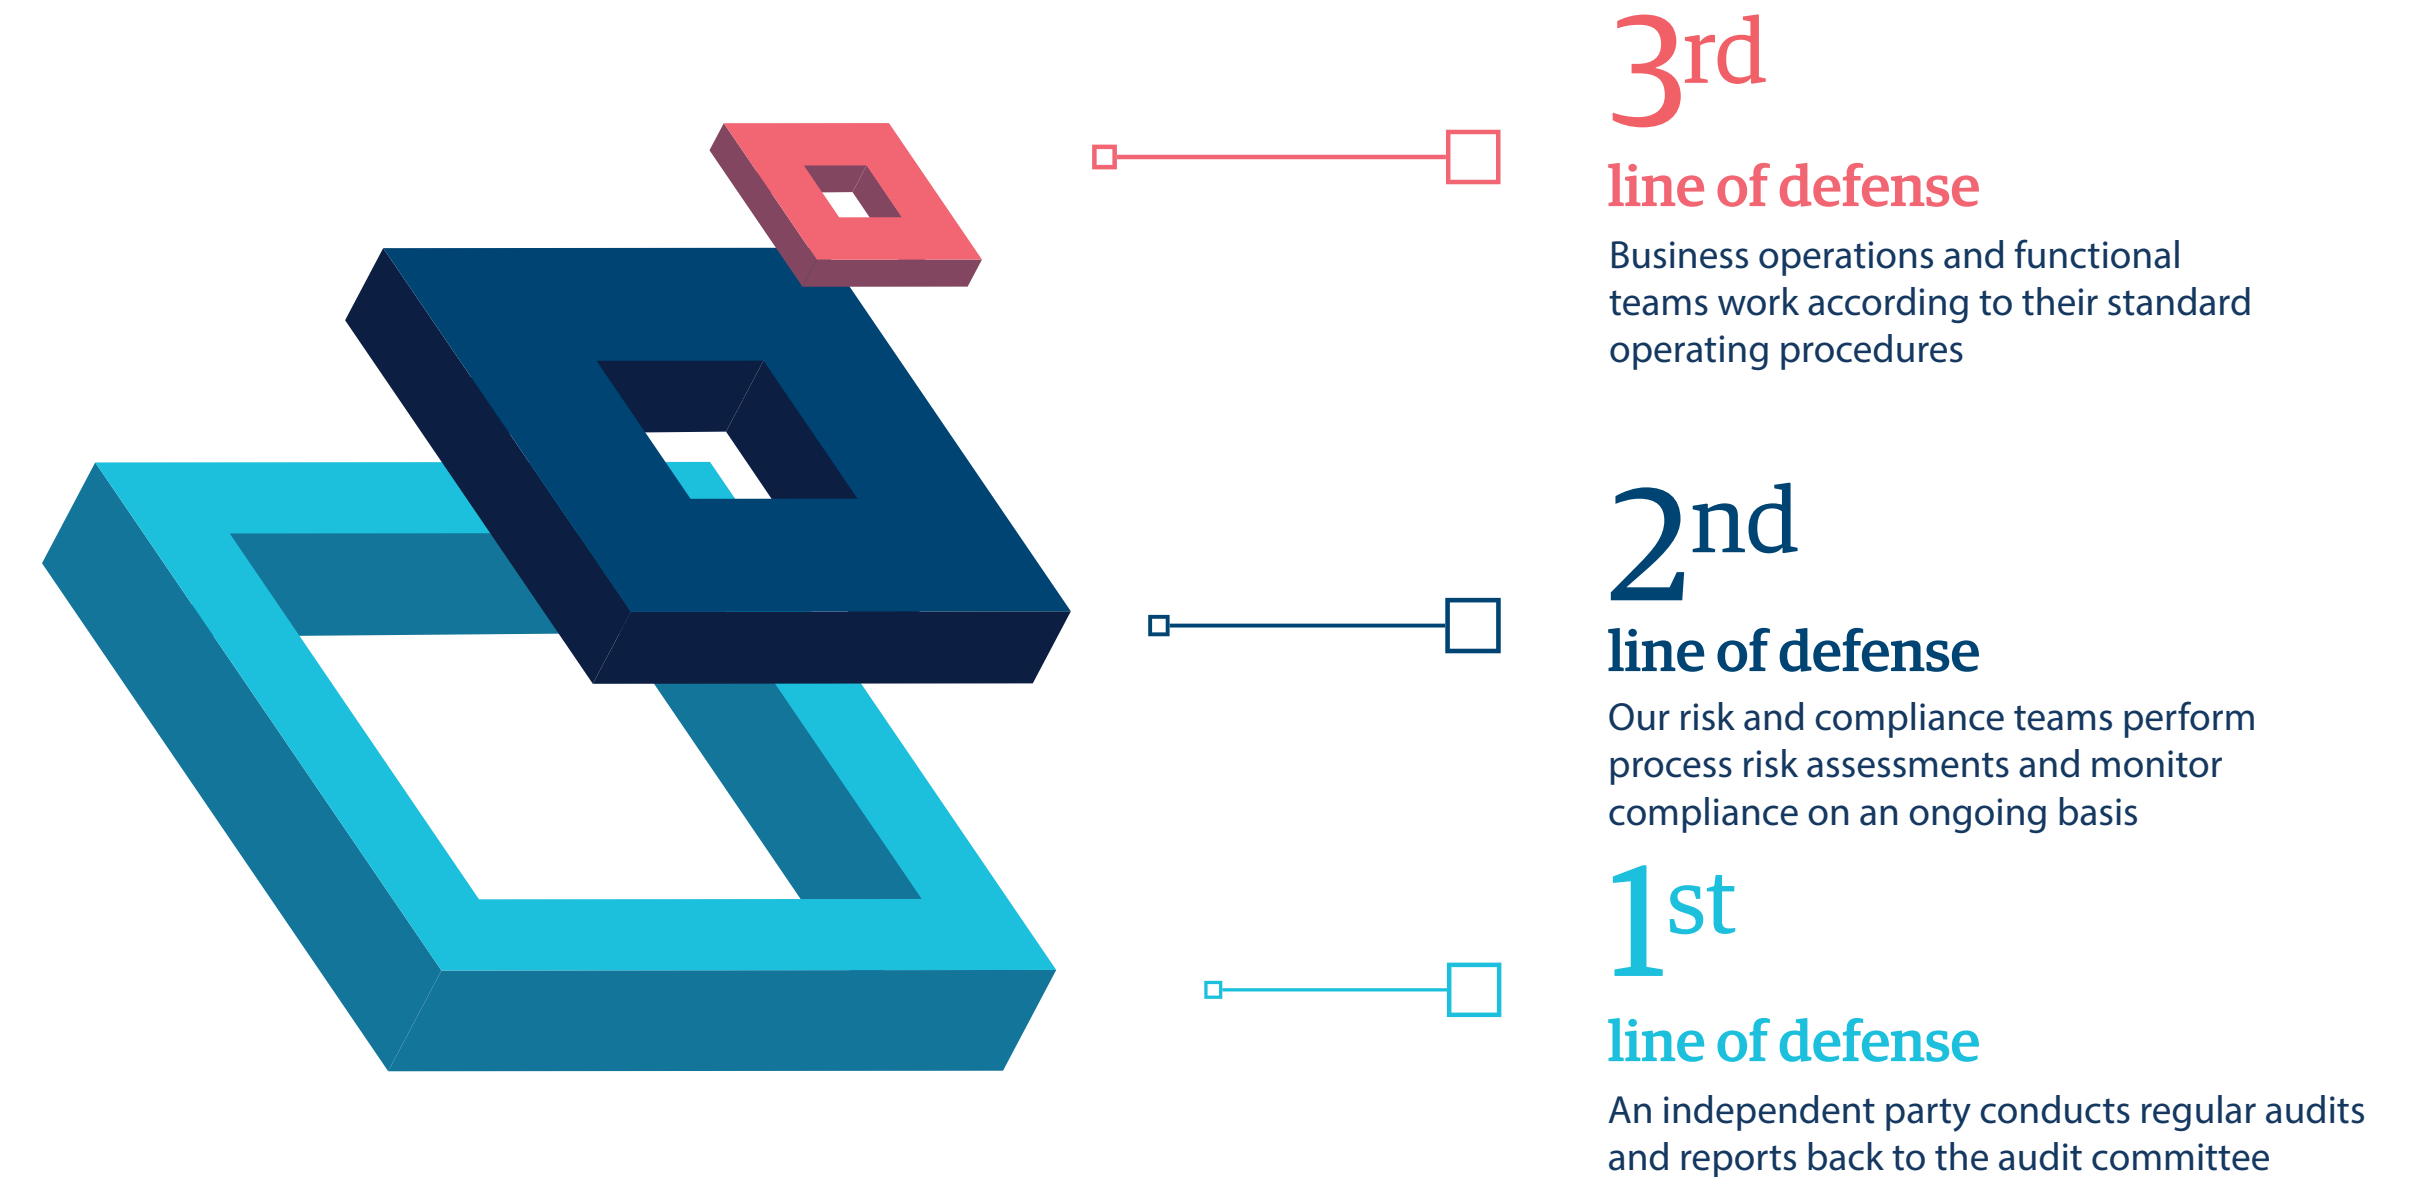 3rd
line of defense
Business operations and functional
teams work according to their standard
operating procedures
2nd
line of defense
Our risk and compliance teams perform
process risk assessments and monitor
compliance on an ongoing basis
1st
line of defense
An independent party conducts regular audits
and reports back to the audit committee